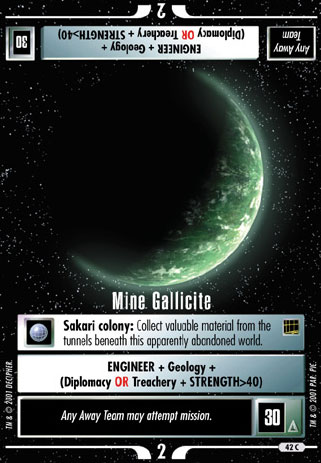 2
ENGINEER + Geology +
(Diplomacy OR Treachery + STRENGTH>40)
30
Any Away
Team
Mine Gallicite
Sakari colony: Collect valuable material from the
tunnels beneath this apparently abandoned world.
ENGINEER + Geology +
(Diplomacy OR Treachery + STRENGTH>40)
Any Away Team may attempt mission.
30
TM & © 2001 DECIPHER.
TM & © 2001 PAR. PIC.
42 C
2